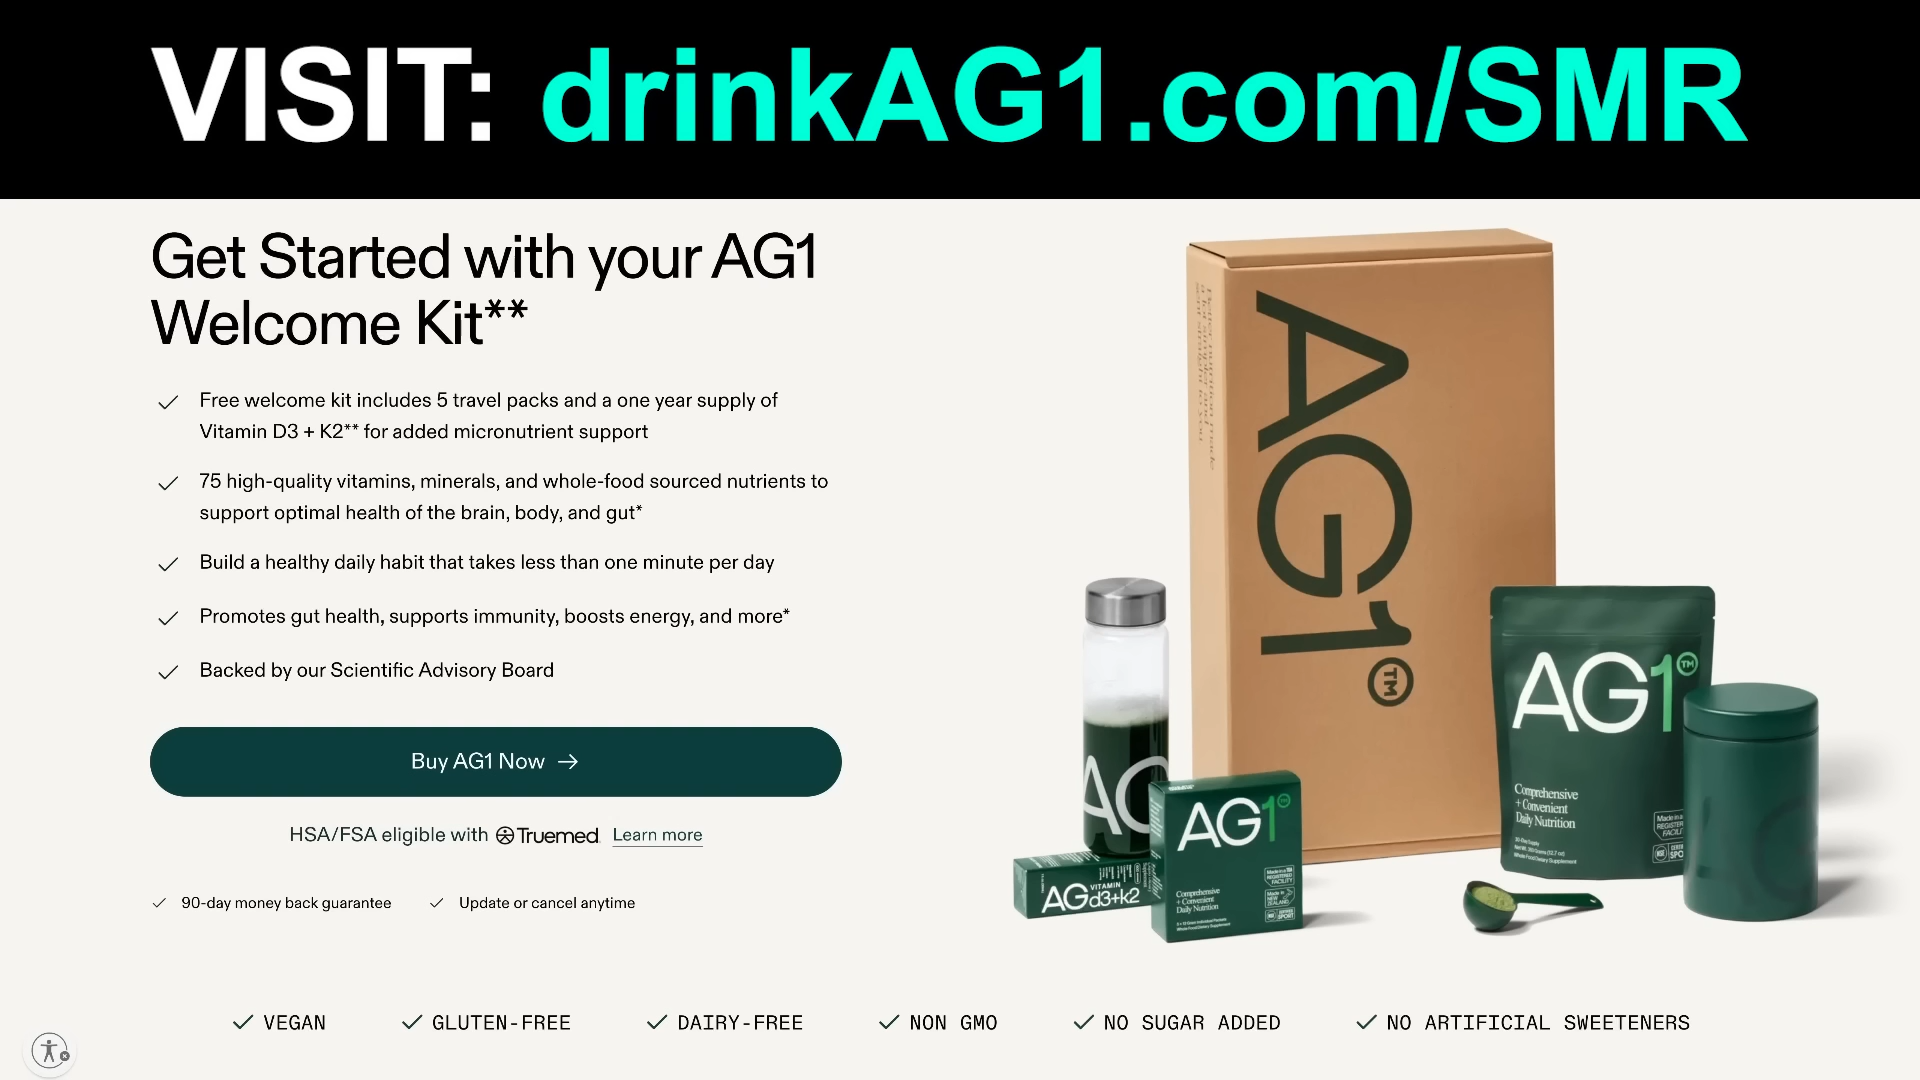 VISIT: drinkAG1.com/SMR
Get Started with your AG1
Welcome Kit**
Free welcome kit includes 5 travel packs and a one year supply of
Vitamin D3 + K2** for added micronutrient support
75 high-quality vitamins, minerals, and whole-food sourced nutrients to
support optimal health of the brain, body, and gut*
Build a healthy daily habit that takes less than one minute per day
Promotes gut health, supports immunity, boosts energy, and more*
Backed by our Scientific Advisory Board
Buy AG1 Now →
HSA/FSA eligible with Truemed Learn more
90-day money back guarantee
Update or cancel anytime
AG1™
AG1™
Comprehensive
+ Convenient
Daily Nutrition
AG
AG1™
Comprehensive
+ Convenient
Daily Nutrition
AG VITAMIN
d3+k2
VEGAN
GLUTEN-FREE
DAIRY-FREE
NON GMO
NO SUGAR ADDED
NO ARTIFICIAL SWEETENERS